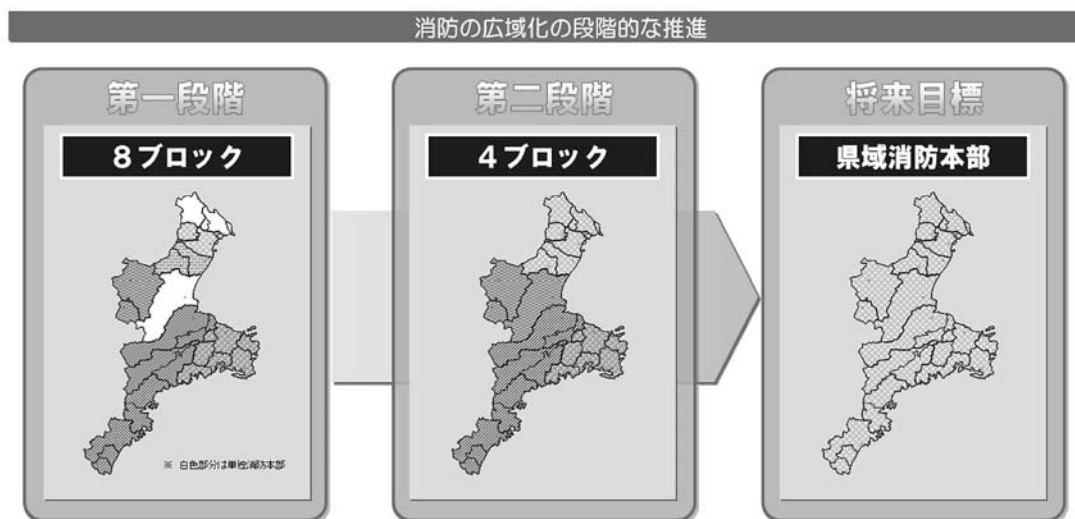 消防の広域化の段階的な推進
第一段階
8ブロック
※ 白色部分は単独消防本部
第二段階
4ブロック
将来目標
県域消防本部